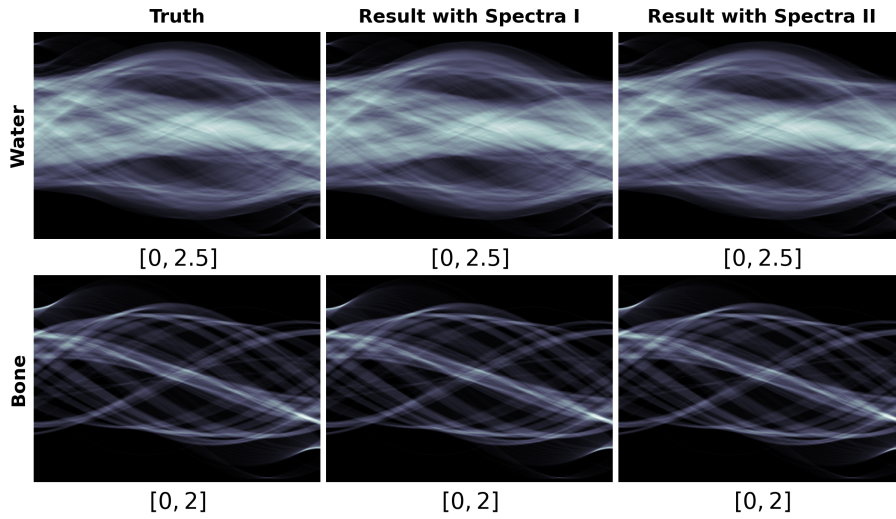 Truth Result with Spectra I Result with Spectra II
Water
[0, 2.5] [0, 2.5] [0, 2.5]
Bone
[0, 2] [0, 2] [0, 2]